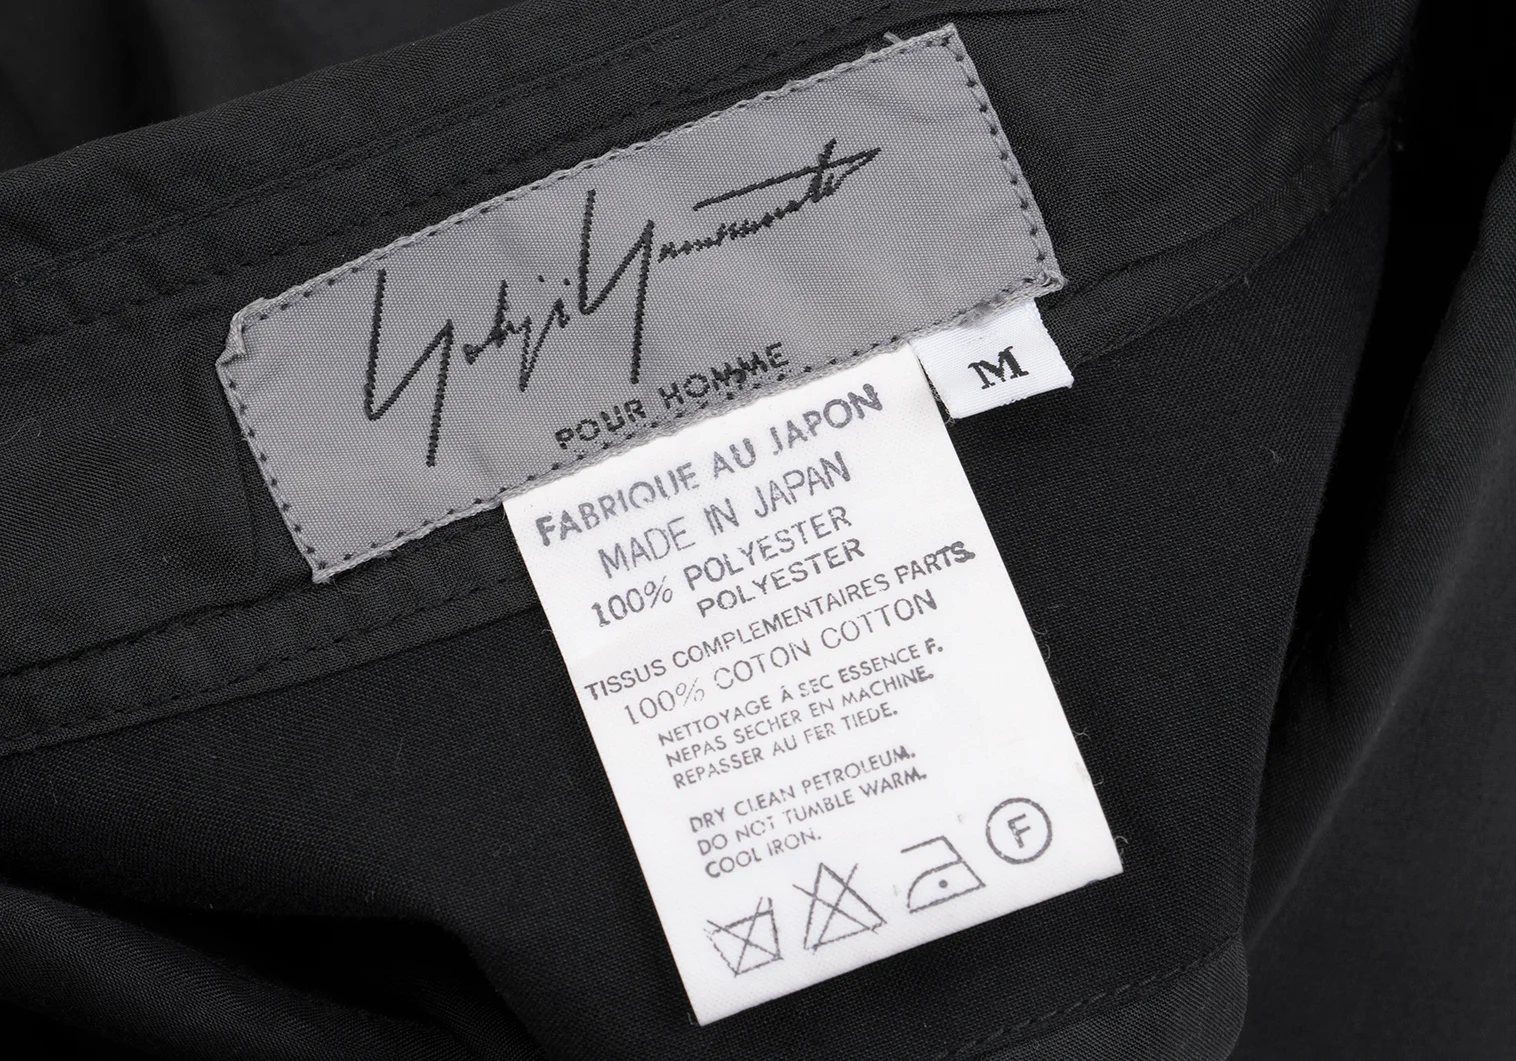 Yohji Yamamoto
POUR HOMME
M
FABRIQUE AU JAPON
MADE IN JAPAN
100% POLYESTER
POLYESTER
TISSUS COMPLEMENTAIRES PARTS.
100% COTON COTTON
NETTOYAGE À SEC ESSENCE F.
NEPAS SECHER EN MACHINE.
REPASSER AU FER TIEDE.
DRY CLEAN PETROLEUM.
DO NOT TUMBLE WARM.
COOL IRON.
F